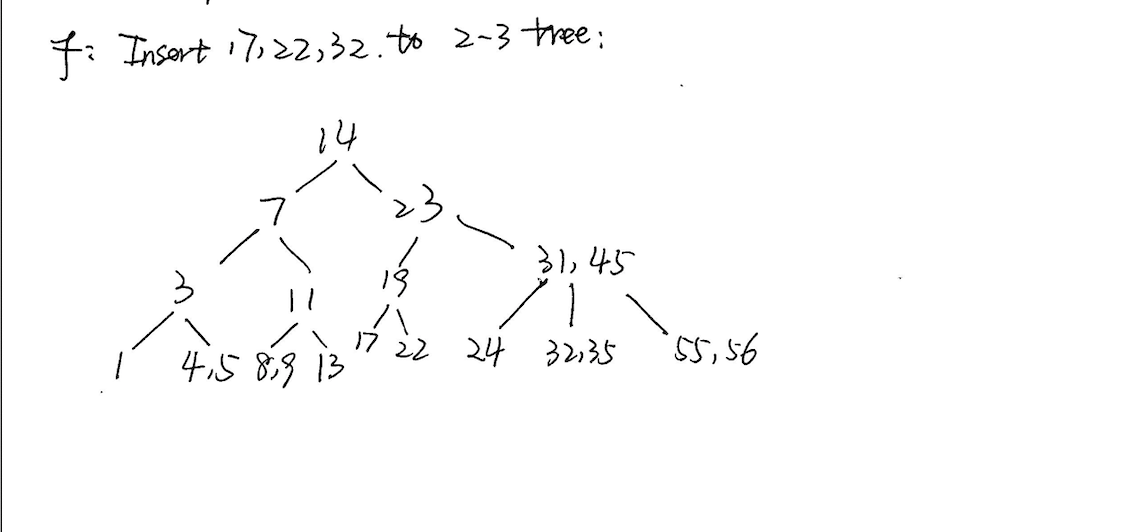 f: Insert 17,22,32. to 2-3 tree:
14
7 23
3 11 19 31, 45
1 4,5 8,9 13 17 22 24 32,35 55,56